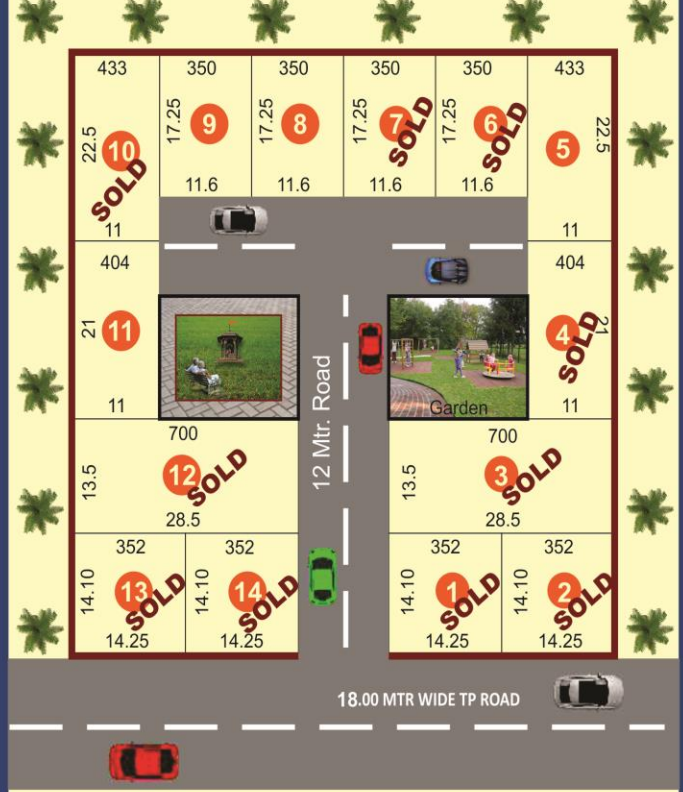 433 350 350 350 350 433
22.5 10 SOLD 17.25 9 17.25 8 17.25 7 SOLD 17.25 6 SOLD 5 22.5
11 11.6 11.6 11.6 11.6 11
404 404
21 11 4 SOLD 21
11 Garden 11
12 Mtr. Road
700 700
13.5 12 SOLD 13.5 3 SOLD
28.5 28.5
352 352 352 352
14.10 13 SOLD 14.10 14 SOLD 14.10 1 SOLD 14.10 2 SOLD
14.25 14.25 14.25 14.25
18.00 MTR WIDE TP ROAD